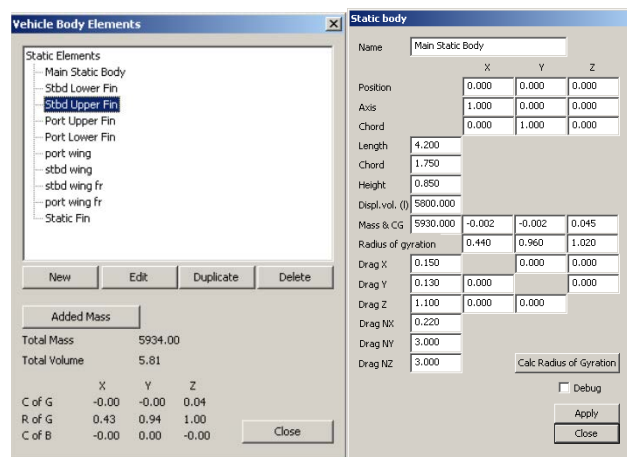 Vehicle Body Elements
Static Elements
Main Static Body
Stbd Lower Fin
Stbd Upper Fin
Port Upper Fin
Port Lower Fin
port wing
stbd wing
stbd wing fr
port wing fr
Static Fin
New Edit Duplicate Delete
Added Mass
Total Mass 5934.00
Total Volume 5.81
X Y Z
C of G -0.00 -0.00 0.04
R of G 0.43 0.94 1.00
C of B -0.00 0.00 -0.00
Close
Static body
Name Main Static Body
X Y Z
Position 0.000 0.000 0.000
Axis 1.000 0.000 0.000
Chord 0.000 1.000 0.000
Length 4.200
Chord 1.750
Height 0.850
Displ.vol. (l) 5800.000
Mass & CG 5930.000 -0.002 -0.002 0.045
Radius of gyration 0.440 0.960 1.020
Drag X 0.150 0.000 0.000
Drag Y 0.130 0.000 0.000
Drag Z 1.100 0.000 0.000
Drag NX 0.220
Drag NY 3.000
Drag NZ 3.000 Calc Radius of Gyration
Debug
Apply
Close